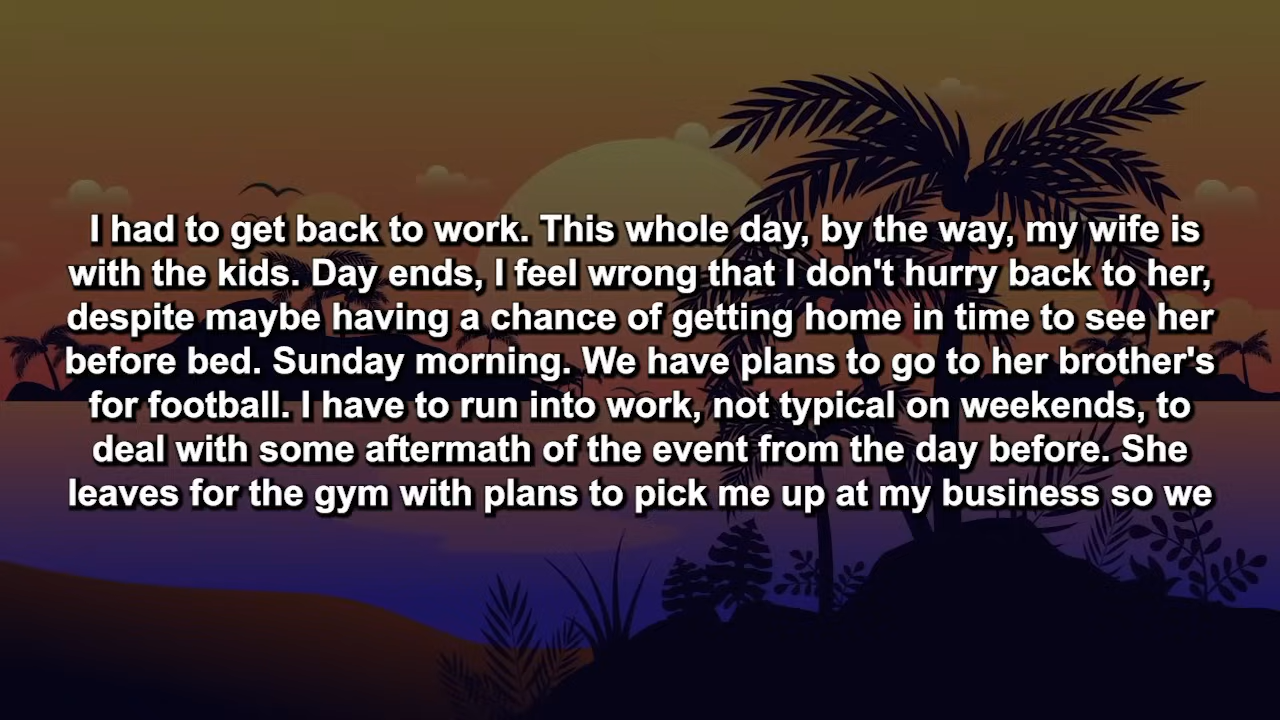 I had to get back to work. This whole day, by the way, my wife is
with the kids. Day ends, I feel wrong that I don't hurry back to her,
despite maybe having a chance of getting home in time to see her
before bed. Sunday morning. We have plans to go to her brother's
for football. I have to run into work, not typical on weekends, to
deal with some aftermath of the event from the day before. She
leaves for the gym with plans to pick me up at my business so we